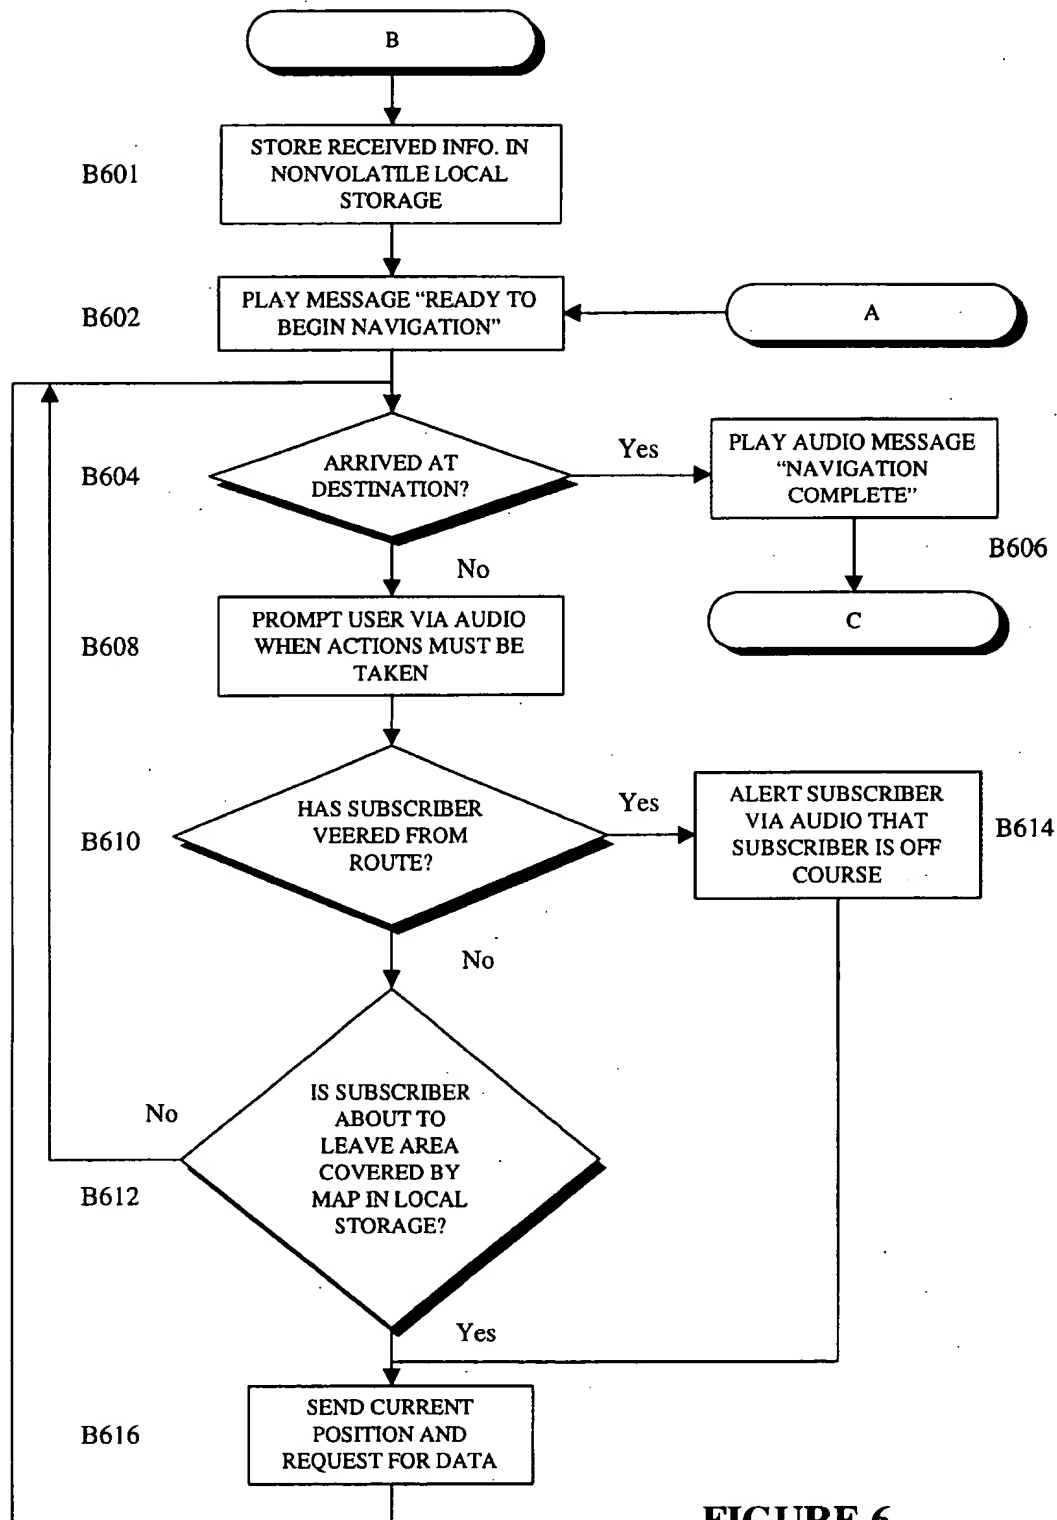 B
B601
STORE RECEIVED INFO. IN
NONVOLATILE LOCAL
STORAGE
B602
PLAY MESSAGE “READY TO
BEGIN NAVIGATION”
A
B604
ARRIVED AT
DESTINATION?
Yes
PLAY AUDIO MESSAGE
“NAVIGATION
COMPLETE”
B606
No
C
B608
PROMPT USER VIA AUDIO
WHEN ACTIONS MUST BE
TAKEN
B610
HAS SUBSCRIBER
VEERED FROM
ROUTE?
Yes
ALERT SUBSCRIBER
VIA AUDIO THAT
SUBSCRIBER IS OFF
COURSE
B614
No
IS SUBSCRIBER
ABOUT TO
LEAVE AREA
COVERED BY
MAP IN LOCAL
STORAGE?
No
B612
Yes
B616
SEND CURRENT
POSITION AND
REQUEST FOR DATA
FIGURE 6